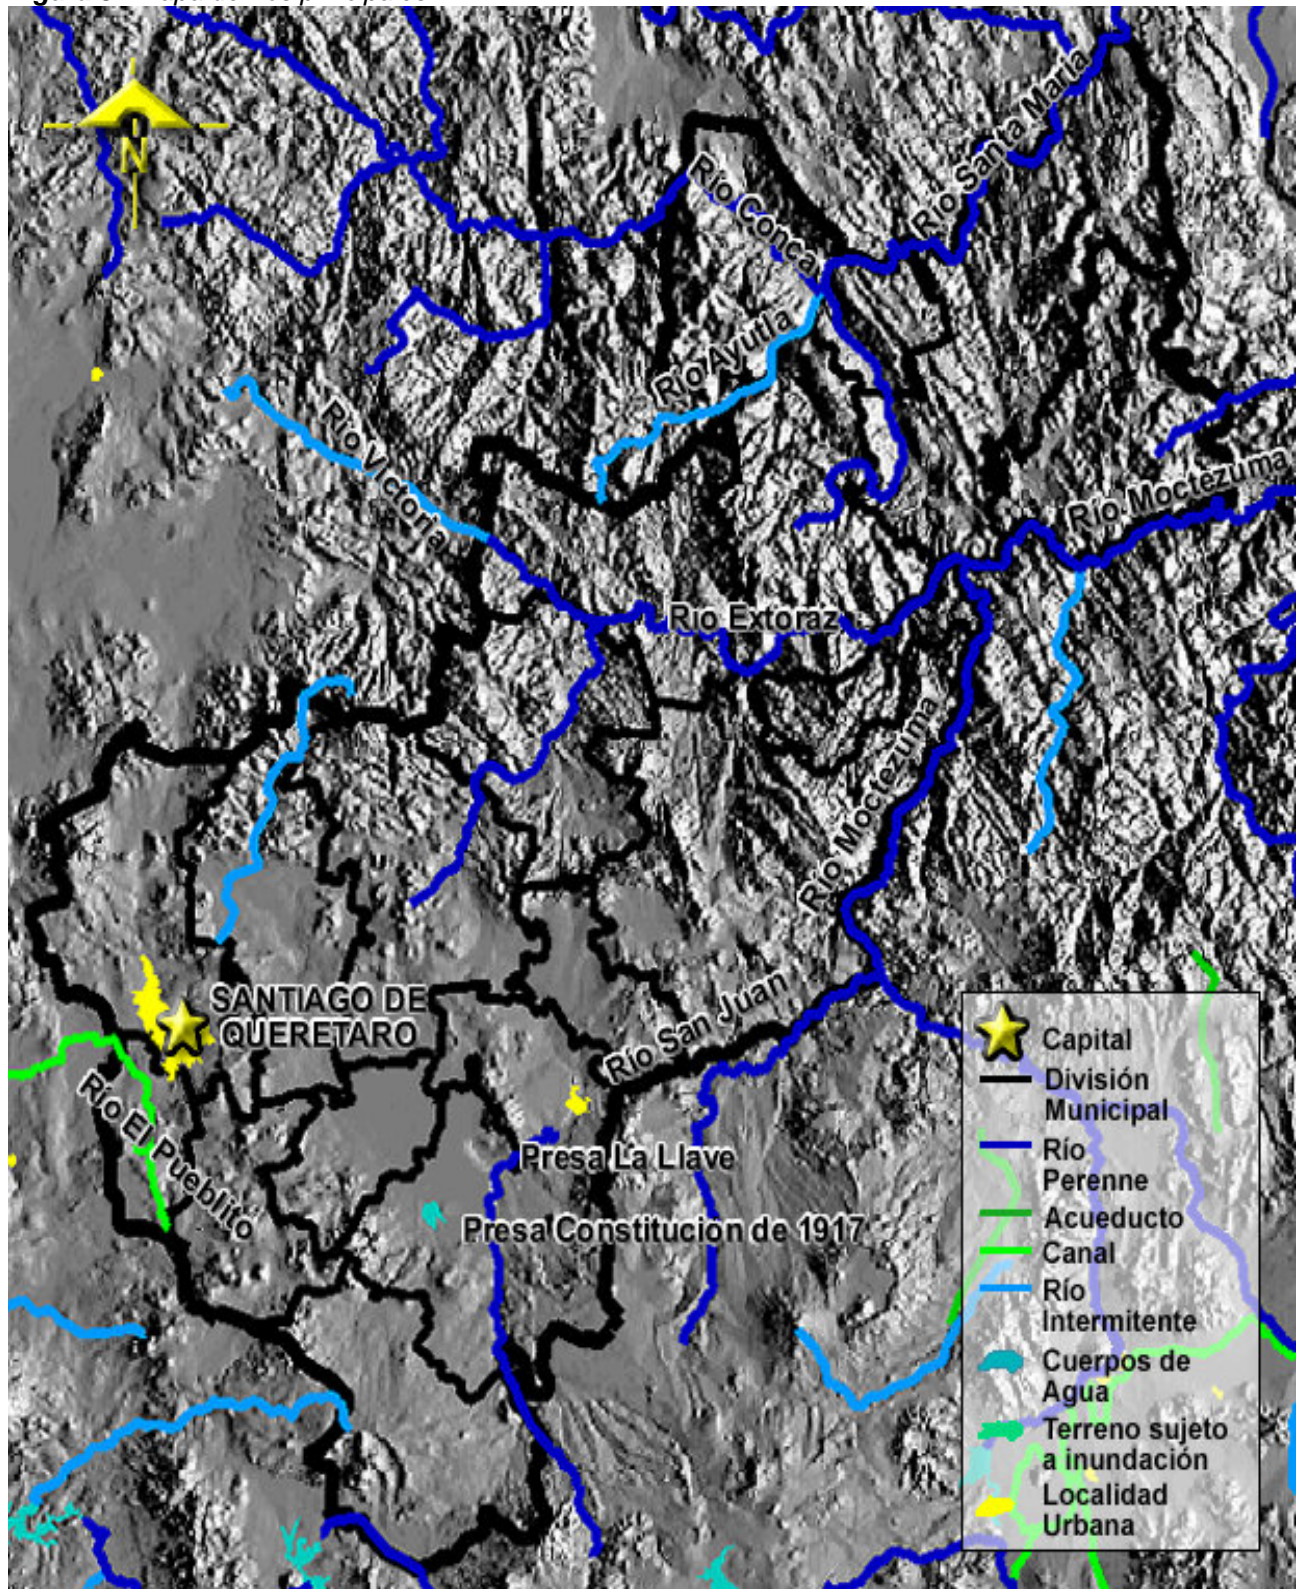 N
Río Santa María
Río Conca
Río Ayutla
Río Victoria
Río Moctezuma
Río Extoraz
Río Moctezuma
SANTIAGO DE
QUERETARO
Río San Juan
Río El Pueblito
Presa La Llave
Presa Constitucion de 1917
Capital
División
Municipal
Río
Perenne
Acueducto
Canal
Río
Intermitente
Cuerpos de
Agua
Terreno sujeto
a inundación
Localidad
Urbana